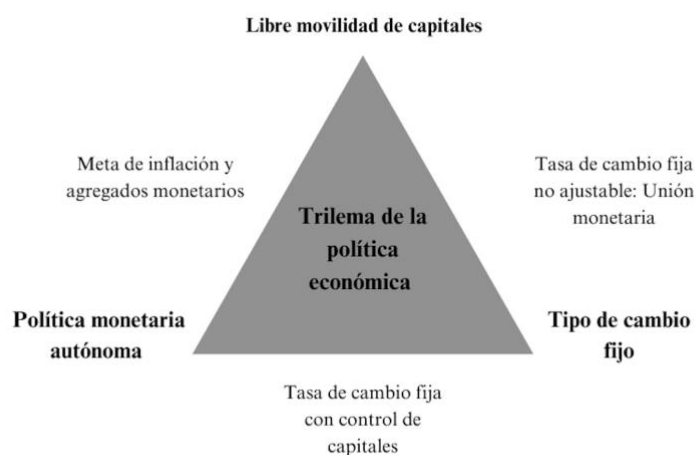 Libre movilidad de capitales
Meta de inflación y
agregados monetarios
Tasa de cambio fija
no ajustable: Unión
monetaria
Trilema de la
política
económica
Política monetaria
autónoma
Tipo de cambio
fijo
Tasa de cambio fija
con control de
capitales